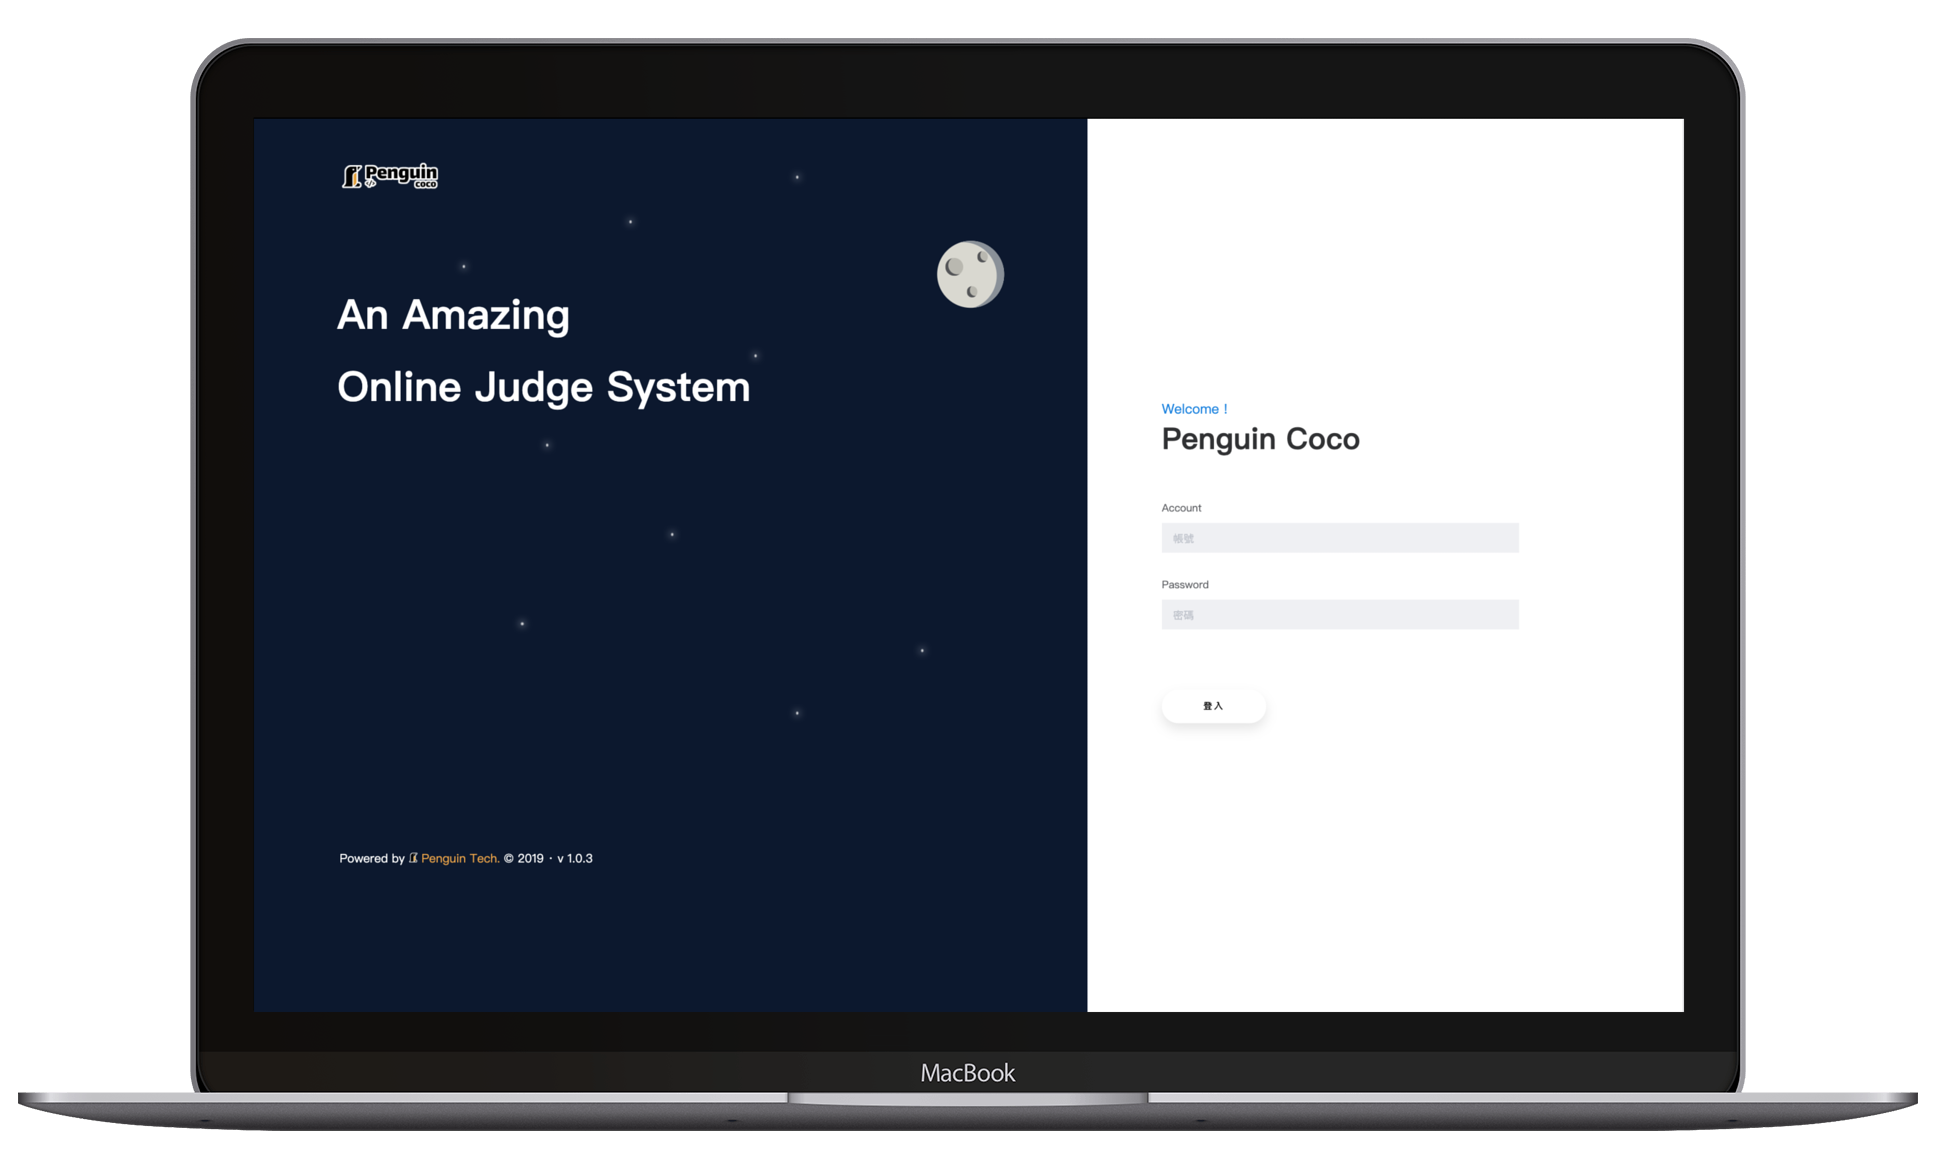 Penguin
coco
An Amazing
Online Judge System
Powered by Penguin Tech. © 2019 · v 1.0.3
Welcome !
Penguin Coco
Account
帳號
Password
密碼
登入
MacBook